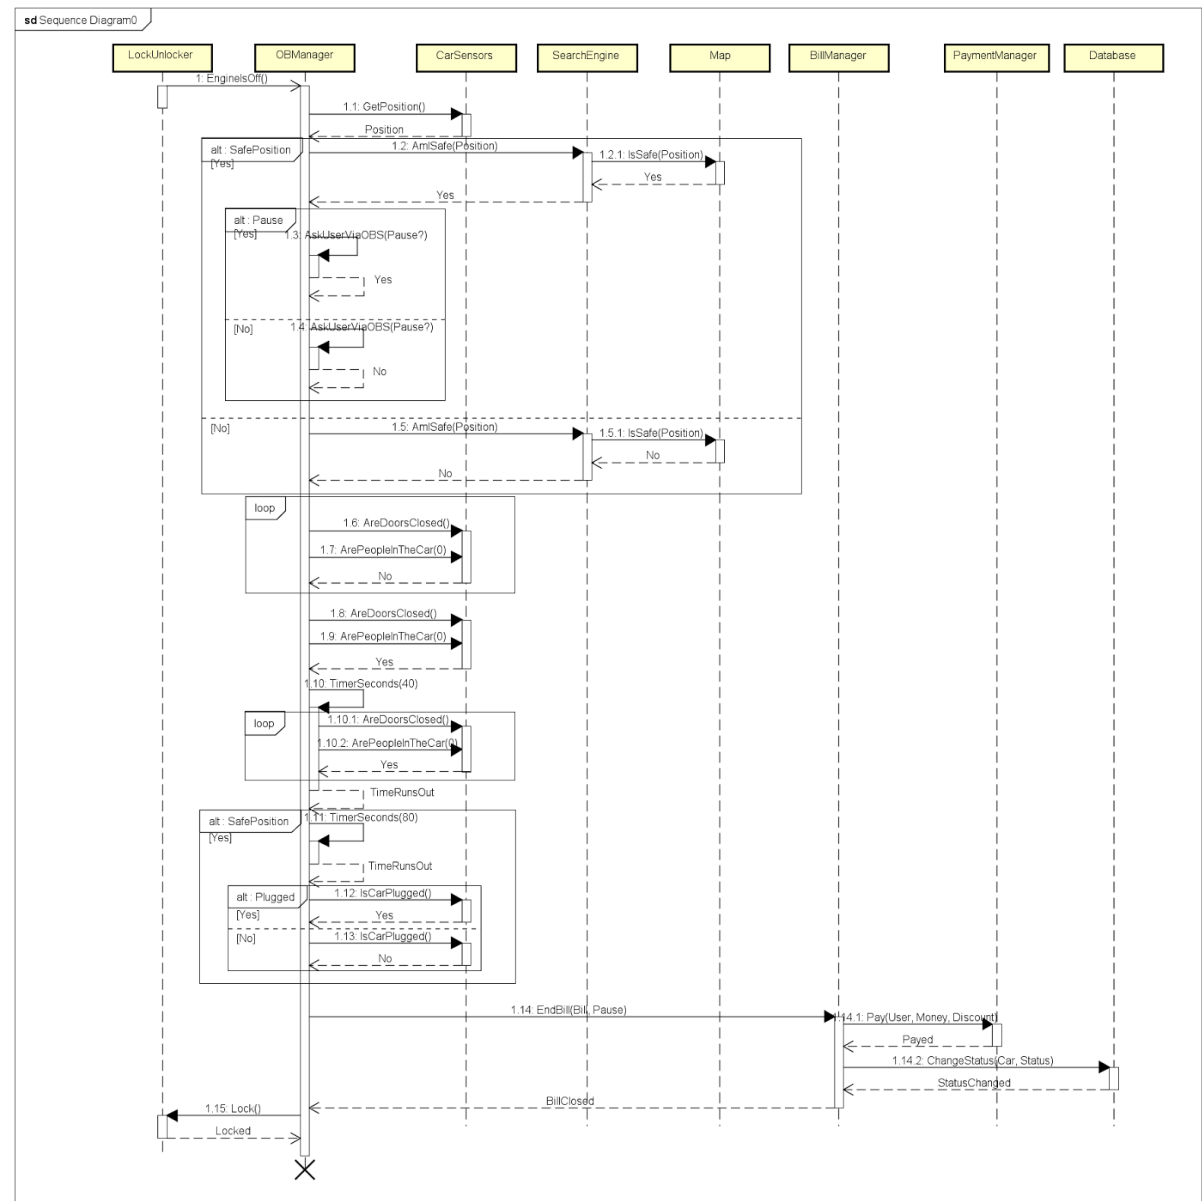 sd Sequence Diagram0
LockUnlocker
OBManager
CarSensors
SearchEngine
Map
BillManager
PaymentManager
Database
1: EngineIsOff()
1.1: GetPosition()
Position
alt : SafePosition
[Yes]
1.2: AmISafe(Position)
1.2.1: IsSafe(Position)
Yes
Yes
alt : Pause
[Yes]
1.3: AskUserViaOBS(Pause?)
Yes
[No]
1.4: AskUserViaOBS(Pause?)
No
[No]
1.5: AmISafe(Position)
1.5.1: IsSafe(Position)
No
No
loop
1.6: AreDoorsClosed()
1.7: ArePeopleInTheCar(0)
No
1.8: AreDoorsClosed()
1.9: ArePeopleInTheCar(0)
Yes
1.10: TimerSeconds(40)
loop
1.10.1: AreDoorsClosed()
1.10.2: ArePeopleInTheCar(0)
Yes
TimeRunsOut
alt : SafePosition
[Yes]
1.11: TimerSeconds(80)
TimeRunsOut
alt : Plugged
[Yes]
1.12: IsCarPlugged()
Yes
[No]
1.13: IsCarPlugged()
No
1.14: EndBill(Bill, Pause)
1.14.1: Pay(User, Money, Discount)
Payed
1.14.2: ChangeStatus(Car, Status)
StatusChanged
BillClosed
1.15: Lock()
Locked